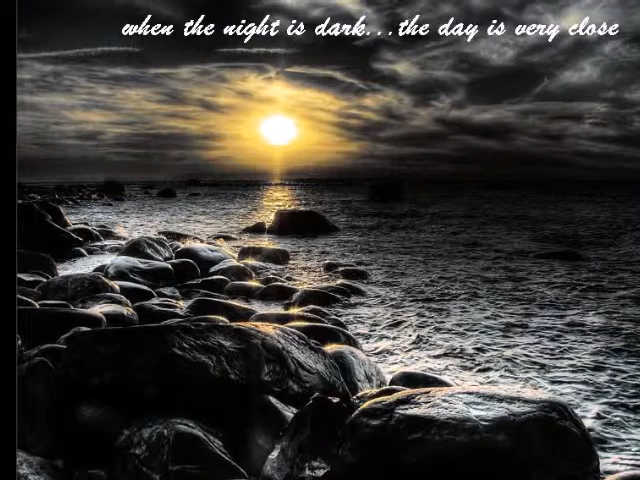 when the night is dark...the day is very close